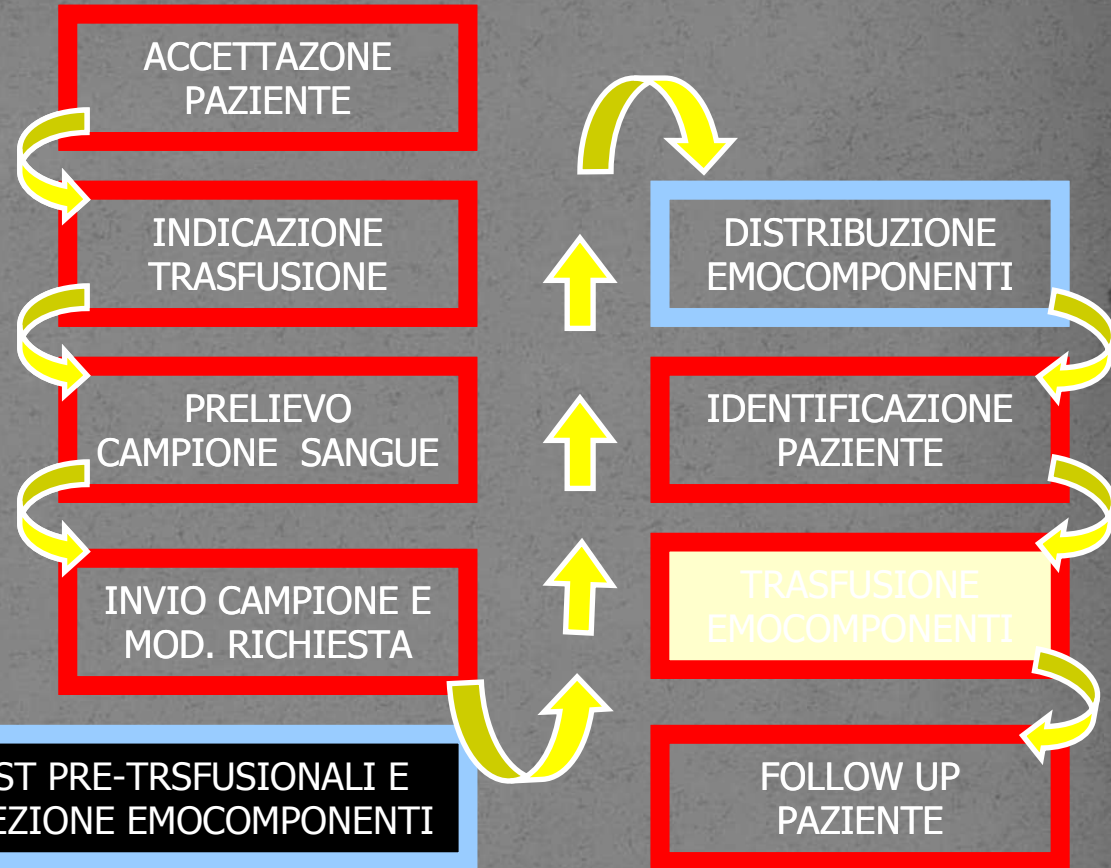 ACCETTAZONE
PAZIENTE
INDICAZIONE
TRASFUSIONE
PRELIEVO
CAMPIONE SANGUE
INVIO CAMPIONE E
MOD. RICHIESTA
ST PRE-TRSFUSIONALI E
EZIONE EMOCOMPONENTI
DISTRIBUZIONE
EMOCOMPONENTI
IDENTIFICAZIONE
PAZIENTE
TRASFUSIONE
EMOCOMPONENTI
FOLLOW UP
PAZIENTE